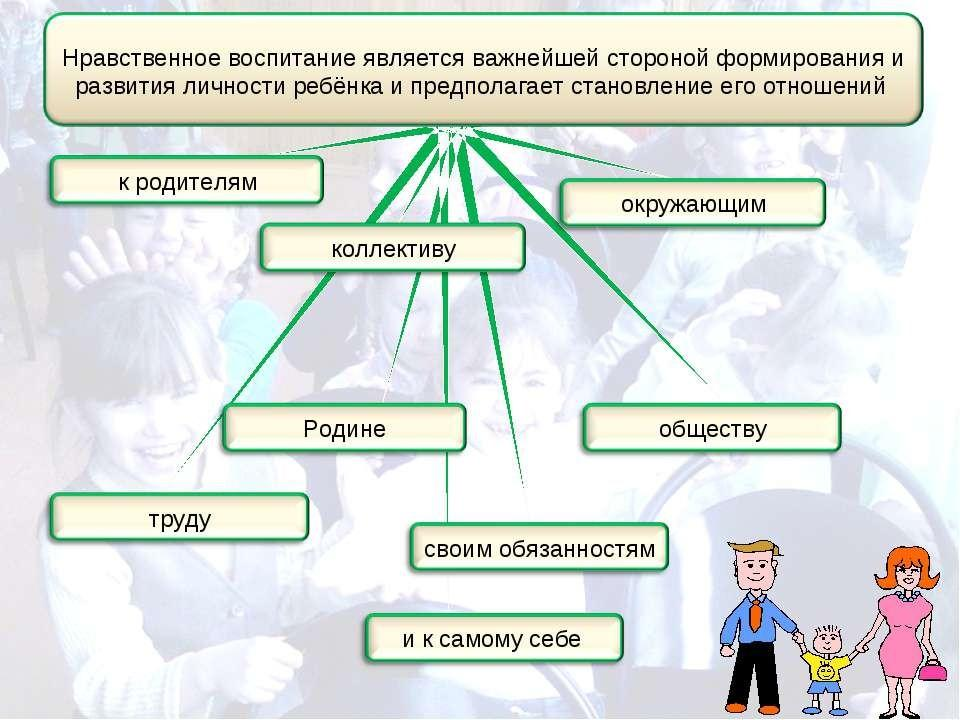 Нравственное воспитание является важнейшей стороной формирования и
развития личности ребёнка и предполагает становление его отношений
к родителям
окружающим
коллективу
Родине
обществу
труду
своим обязанностям
и к самому себе